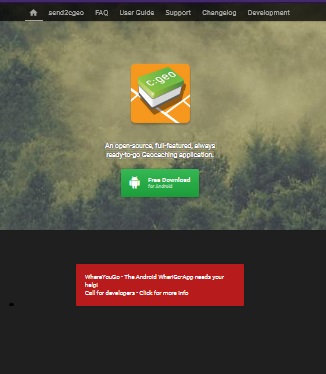 send2cgeo FAQ User Guide Support Changelog Development
c:geo
An open-source, full-featured, always
ready-to-go Geocaching application.
Free Download
for Android
WhereYouGo - The Android WheriGo-App needs your
help!
Call for developers - Click for more info